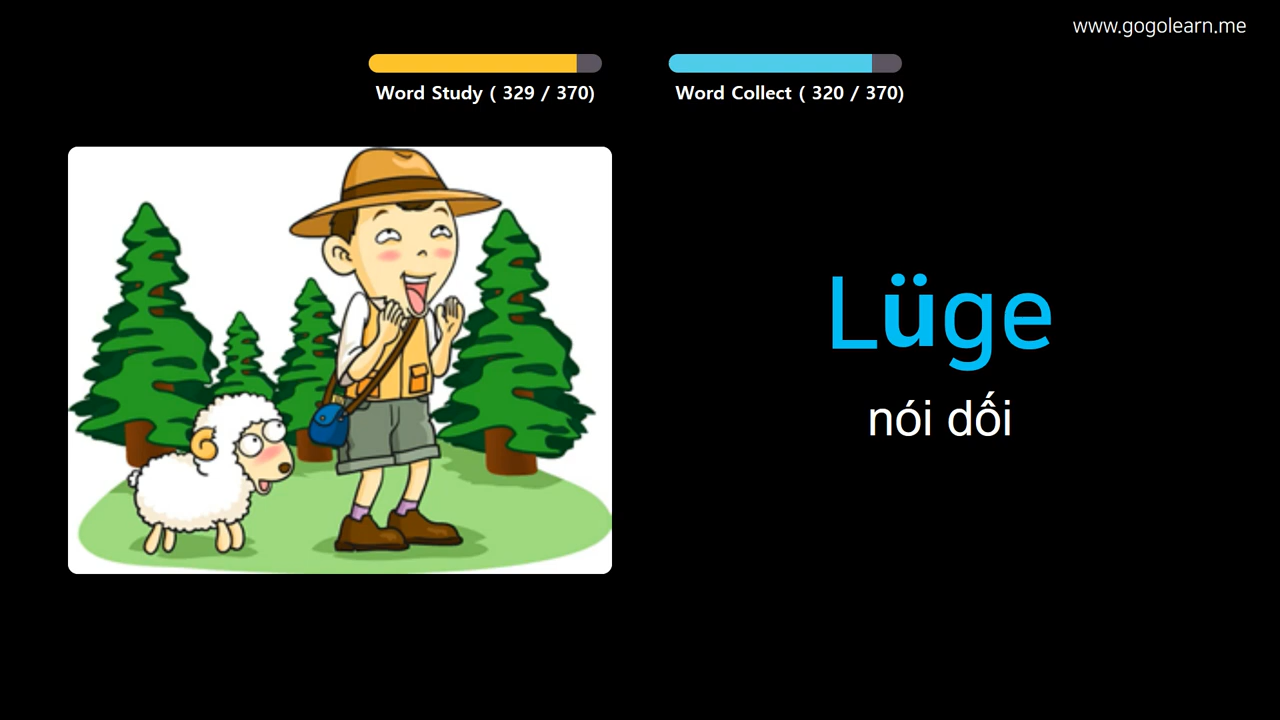 www.gogolearn.me
Word Study ( 329 / 370)
Word Collect ( 320 / 370)
Lüge
nói dối